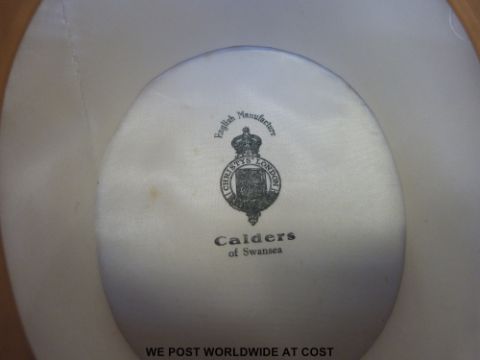 English Manufacture
CHRISTYS' LONDON
Calders
of Swansea
WE POST WORLDWIDE AT COST